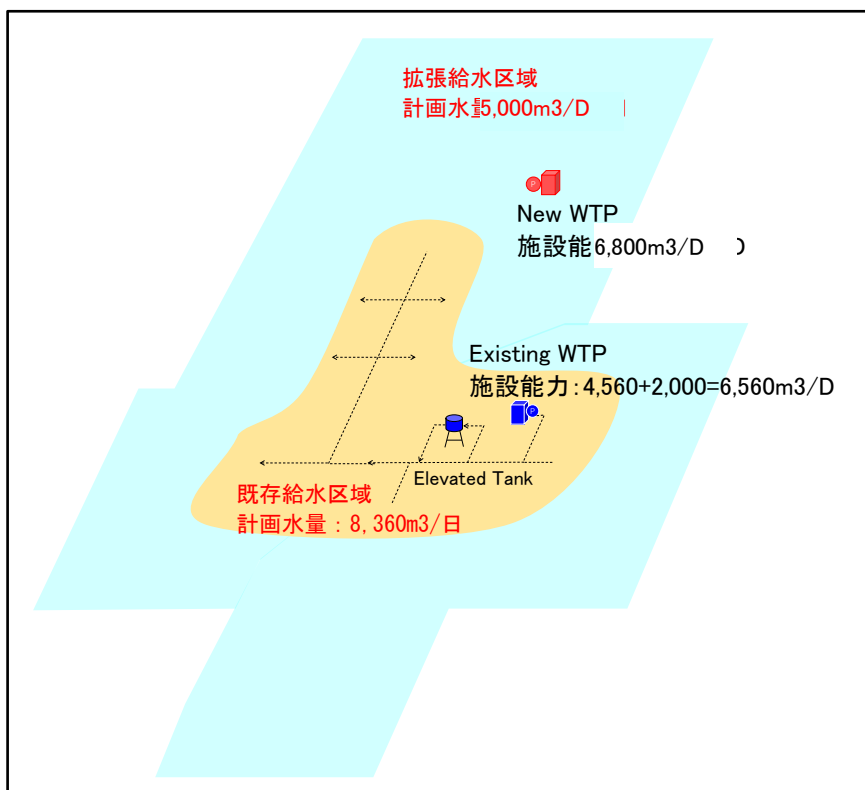 拡張給水区域
計画水量5,000m3/D
P
New WTP
施設能6,800m3/D
Existing WTP
施設能力：4,560+2,000=6,560m3/D
P
Elevated Tank
既存給水区域
計画水量：8,360m3/日